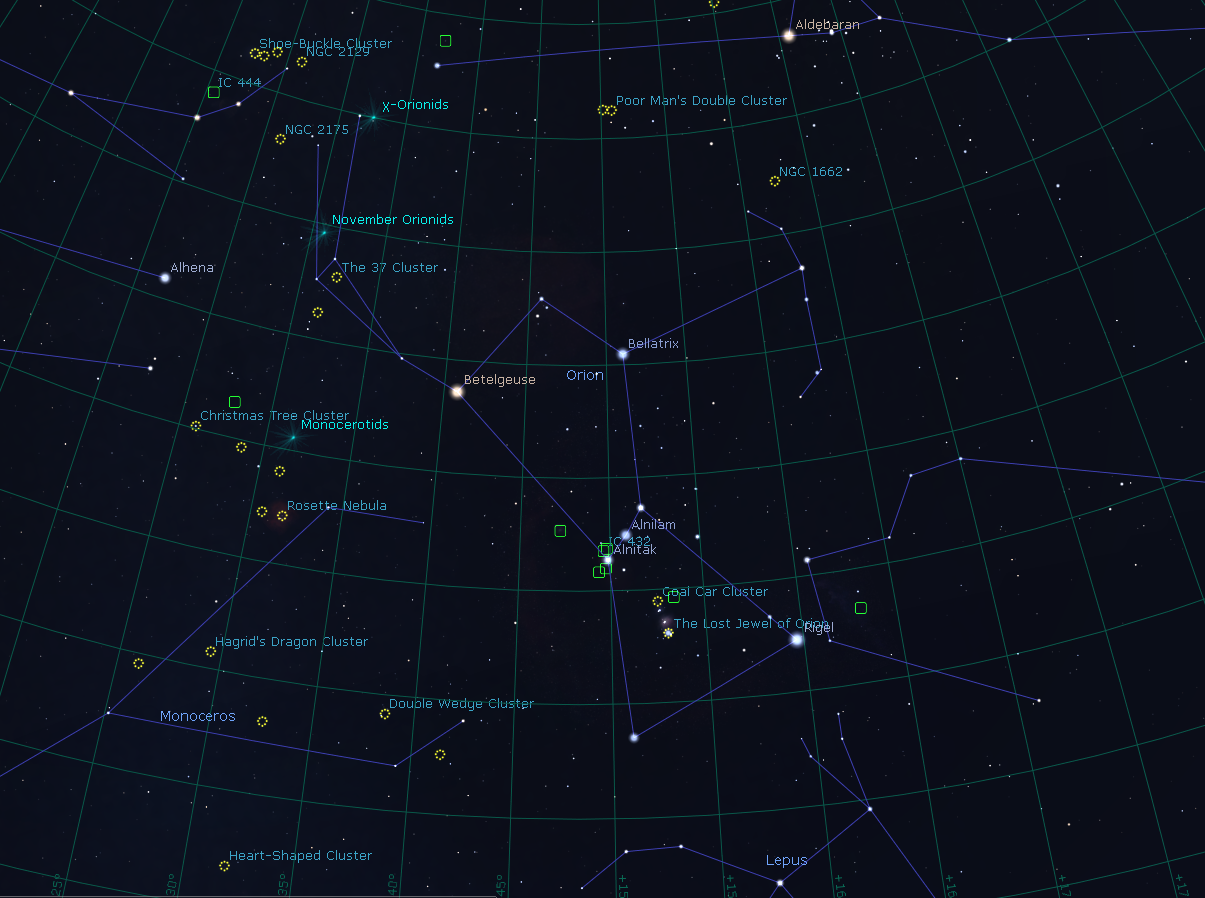 Aldebaran
Shoe-Buckle Cluster
NGC 2129
IC 444
χ-Orionids
Poor Man's Double Cluster
NGC 2175
NGC 1662
November Orionids
Alhena
The 37 Cluster
Bellatrix
Orion
Betelgeuse
Christmas Tree Cluster
Monocerotids
Rosette Nebula
Alnilam
IC 432
Alnitak
Coal Car Cluster
The Lost Jewel of Orion
Rigel
Hagrid's Dragon Cluster
Double Wedge Cluster
Monoceros
Heart-Shaped Cluster
Lepus